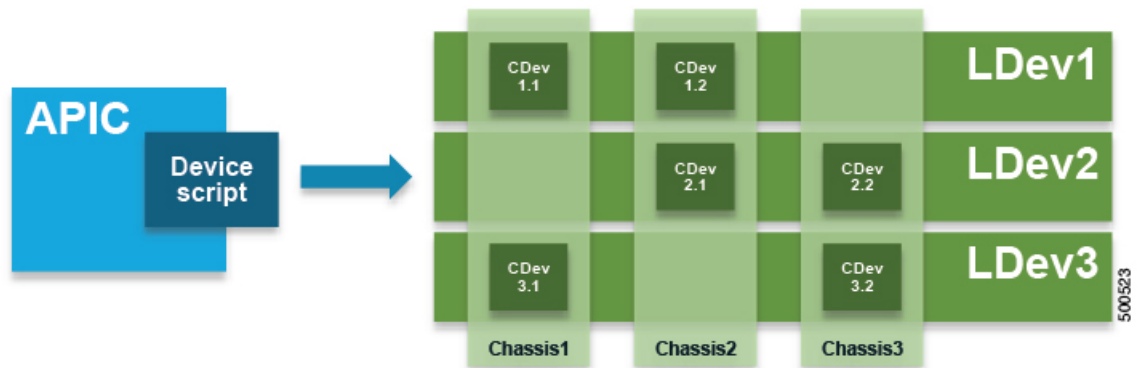 APIC
Device
script
CDev
1.1
CDev
1.2
LDev1
CDev
2.1
CDev
2.2
LDev2
CDev
3.1
CDev
3.2
LDev3
Chassis1
Chassis2
Chassis3
500523